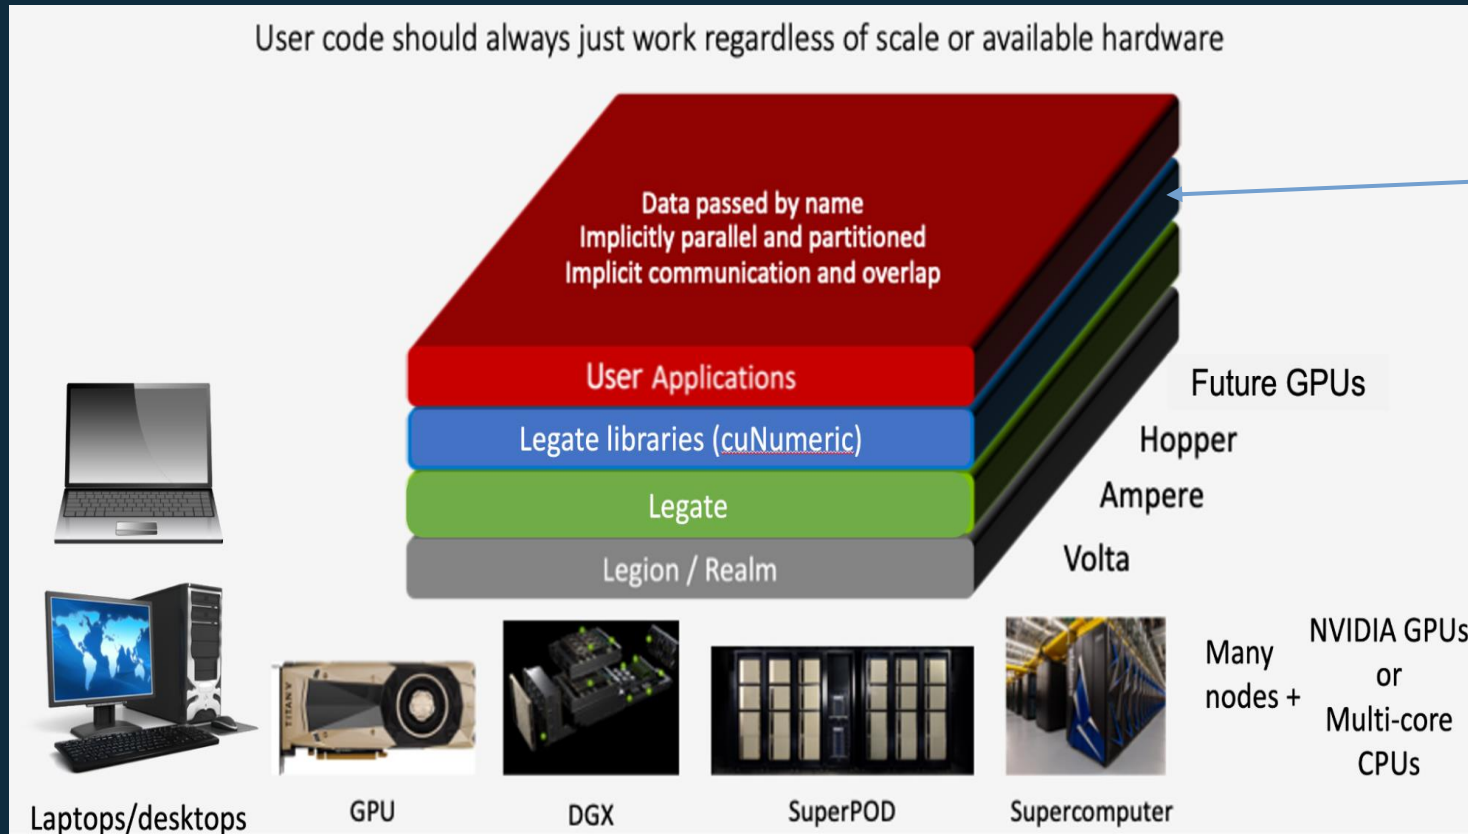 User code should always just work regardless of scale or available hardware
Data passed by name
Implicitly parallel and partitioned
Implicit communication and overlap
User Applications
Legate libraries (cuNumeric)
Legate
Legion / Realm
Future GPUs
Hopper
Ampere
Volta
TITAN V
Laptops/desktops
GPU
DGX
SuperPOD
Supercomputer
Many
nodes +
NVIDIA GPUs
or
Multi-core
CPUs